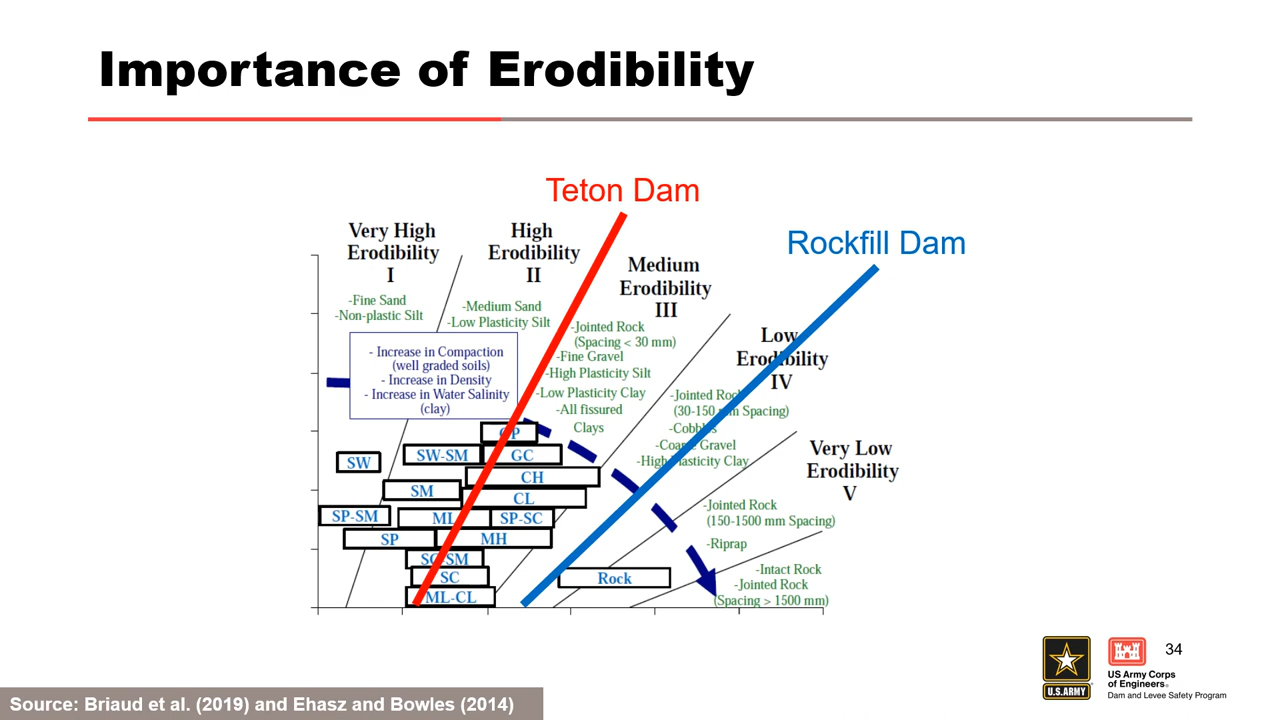 Importance of Erodibility
Teton Dam
Rockfill Dam
Very High
Erodibility
I
High
Erodibility
II
Medium
Erodibility
III
Low
Erodibility
IV
Very Low
Erodibility
V
-Fine Sand
-Non-plastic Silt
-Medium Sand
-Low Plasticity Silt
-Jointed Rock
(Spacing < 30 mm)
-Fine Gravel
-High Plasticity Silt
-Low Plasticity Clay
-All fissured
Clays
-Jointed Rock
(30-150 mm Spacing)
-Cobbles
-Coarse Gravel
-High Plasticity Clay
-Jointed Rock
(150-1500 mm Spacing)
-Riprap
-Intact Rock
-Jointed Rock
(Spacing > 1500 mm)
- Increase in Compaction
(well graded soils)
- Increase in Density
- Increase in Water Salinity
(clay)
GP
SW
SW-SM
GC
CH
SM
CL
SP-SM
ML
SP-SC
SP
MH
SC-SM
SC
Rock
ML-CL
34
U.S.ARMY
US Army Corps
of Engineers®
Dam and Levee Safety Program
Source: Briaud et al. (2019) and Ehasz and Bowles (2014)